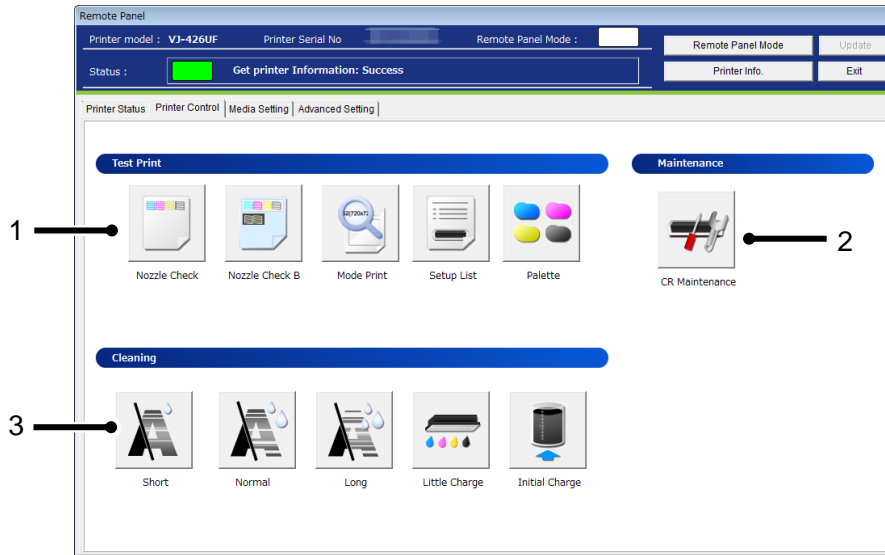 Remote Panel
Printer model : VJ-426UF Printer Serial No Remote Panel Mode : Remote Panel Mode Update
Status : Get printer Information: Success Printer Info. Exit
Printer Status Printer Control Media Setting Advanced Setting
Test Print Maintenance
1
2
Nozzle Check Nozzle Check B Mode Print Setup List Palette CR Maintenance
Cleaning
3
Short Normal Long Little Charge Initial Charge